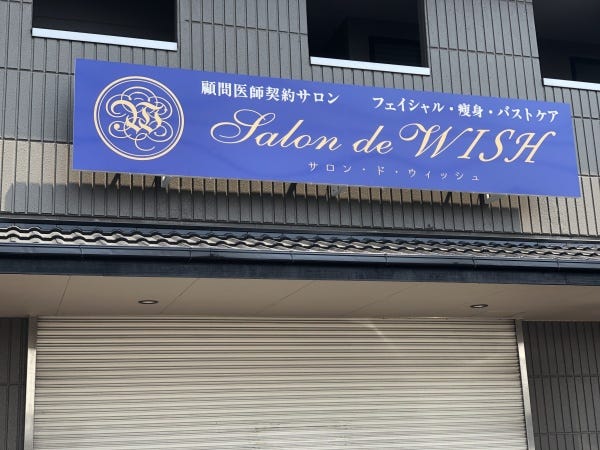 顧問医師契約サロン　フェイシャル・痩身・バストケア
W
Salon de WISH
サロン・ド・ウィッシュ